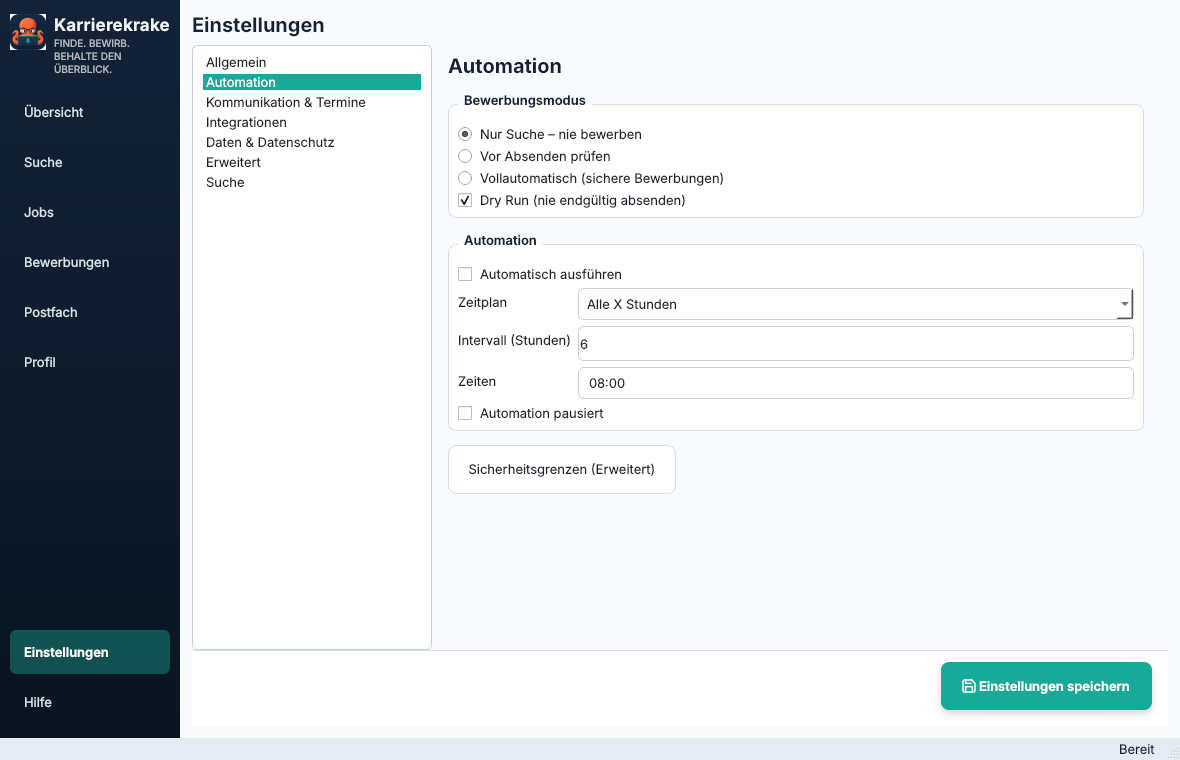 Karrierekrake
FINDE. BEWIRB.
BEHALTE DEN
ÜBERBLICK.
Übersicht
Suche
Jobs
Bewerbungen
Postfach
Profil
Einstellungen
Hilfe
Einstellungen
Allgemein
Automation
Kommunikation & Termine
Integrationen
Daten & Datenschutz
Erweitert
Suche
Automation
Bewerbungsmodus
Nur Suche – nie bewerben
Vor Absenden prüfen
Vollautomatisch (sichere Bewerbungen)
Dry Run (nie endgültig absenden)
Automation
Automatisch ausführen
Zeitplan Alle X Stunden
Intervall (Stunden) 6
Zeiten 08:00
Automation pausiert
Sicherheitsgrenzen (Erweitert)
Einstellungen speichern
Bereit